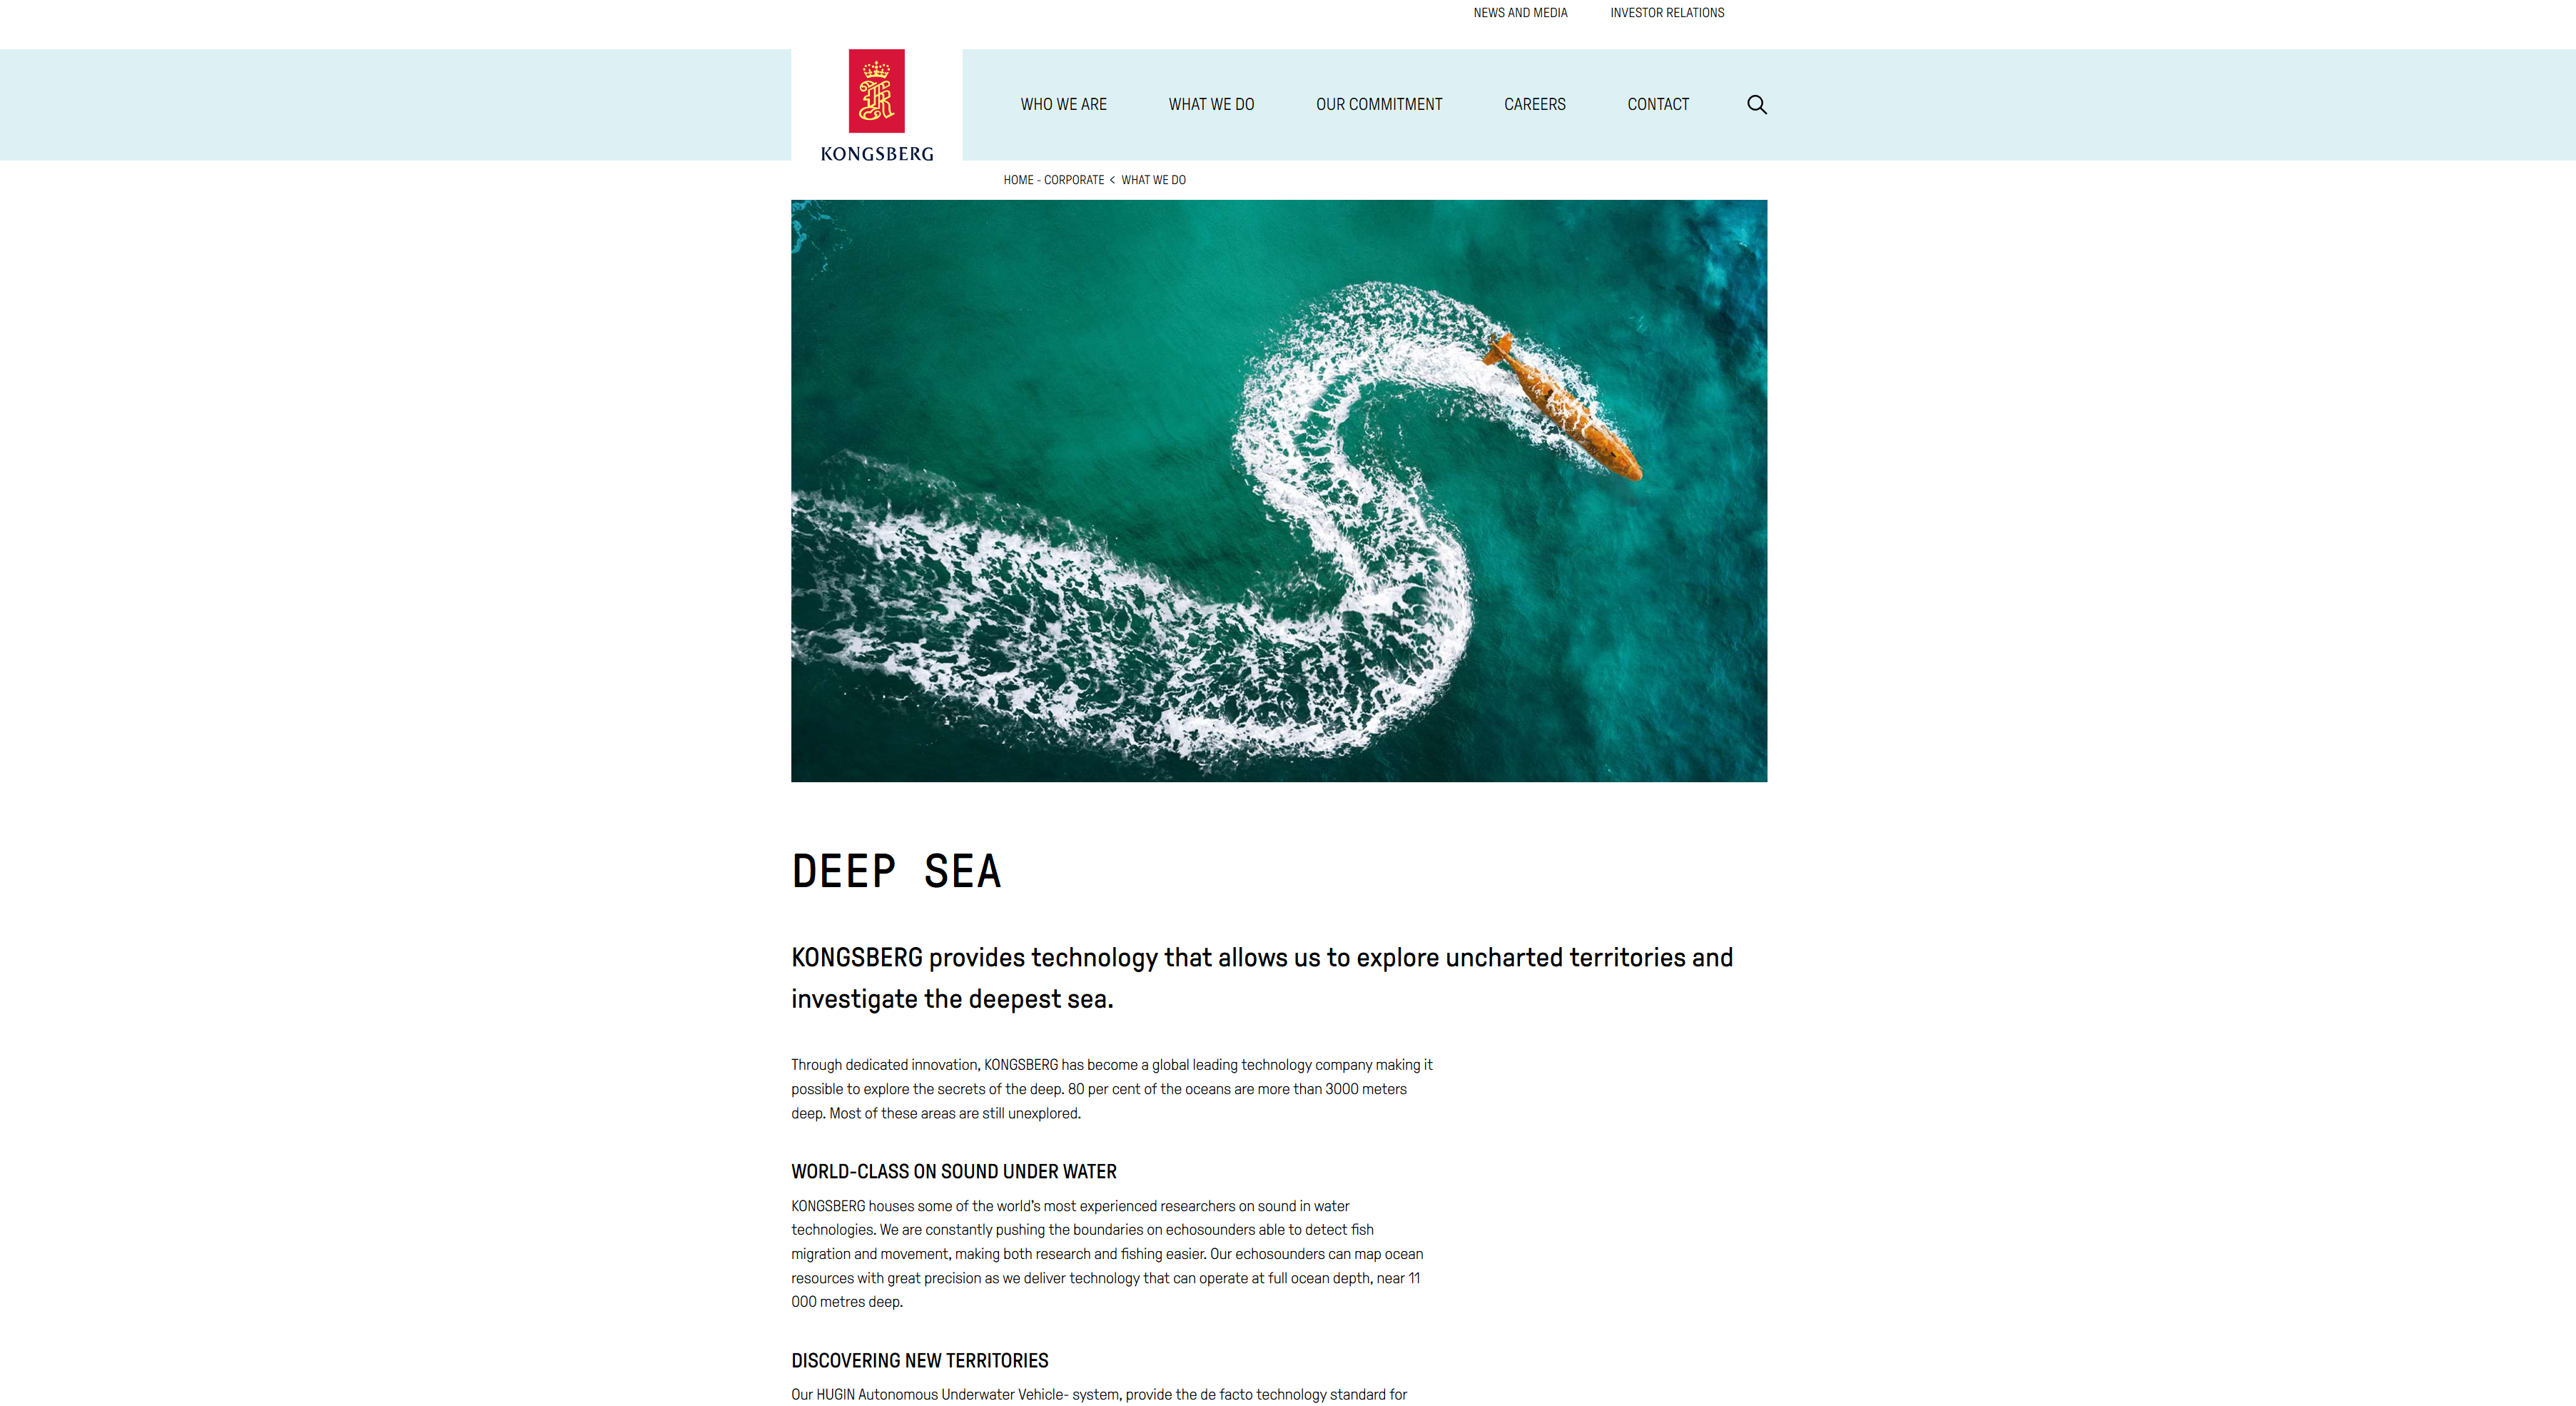 NEWS AND MEDIA INVESTOR RELATIONS
KONGSBERG
WHO WE ARE WHAT WE DO OUR COMMITMENT CAREERS CONTACT
HOME - CORPORATE < WHAT WE DO
DEEP SEA
KONGSBERG provides technology that allows us to explore uncharted territories and
investigate the deepest sea.
Through dedicated innovation, KONGSBERG has become a global leading technology company making it
possible to explore the secrets of the deep. 80 per cent of the oceans are more than 3000 meters
deep. Most of these areas are still unexplored.
WORLD-CLASS ON SOUND UNDER WATER
KONGSBERG houses some of the world's most experienced researchers on sound in water
technologies. We are constantly pushing the boundaries on echosounders able to detect fish
migration and movement, making both research and fishing easier. Our echosounders can map ocean
resources with great precision as we deliver technology that can operate at full ocean depth, near 11
000 metres deep.
DISCOVERING NEW TERRITORIES
Our HUGIN Autonomous Underwater Vehicle- system, provide the de facto technology standard for